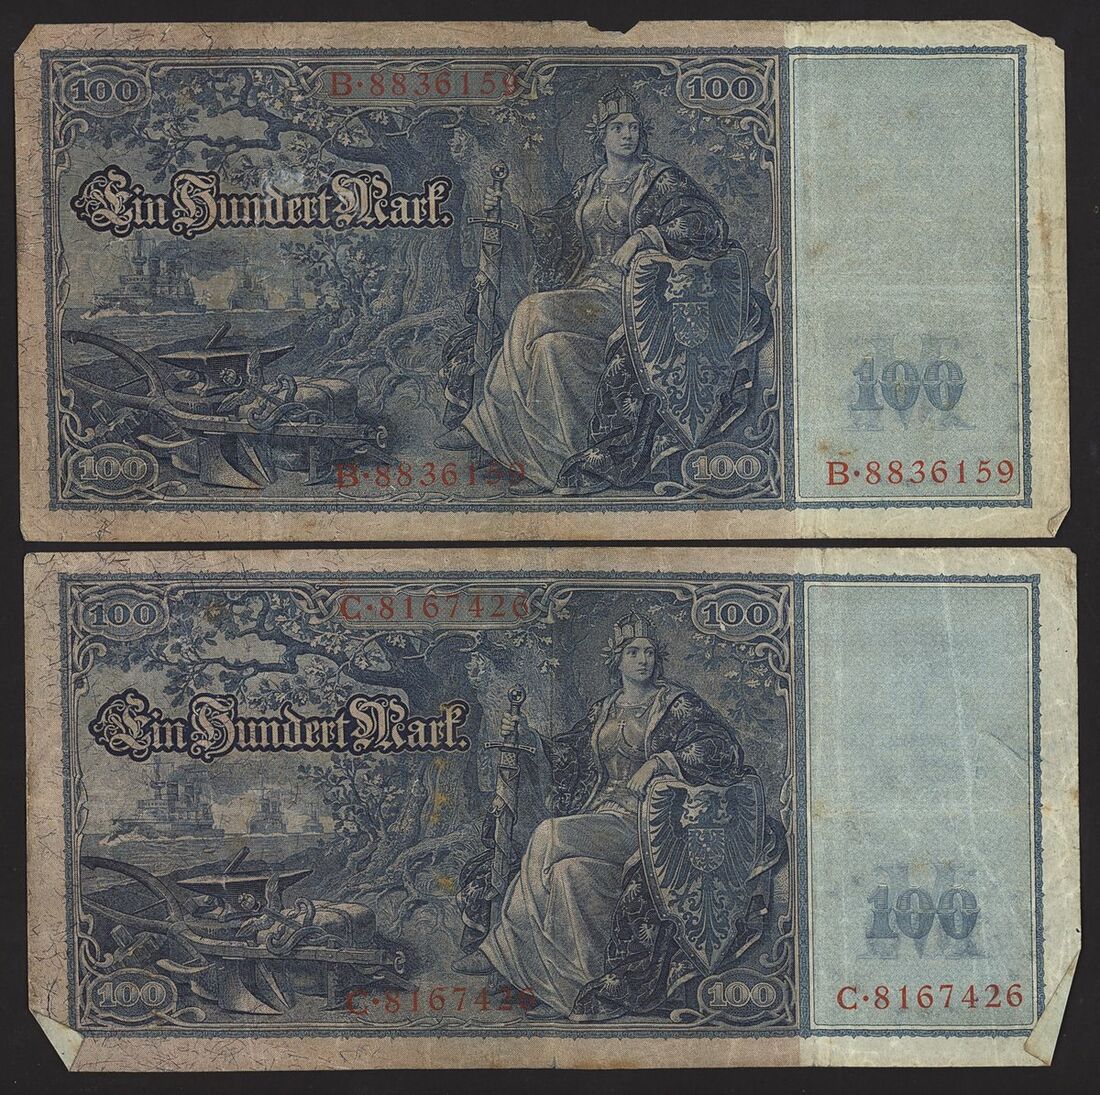 100 B·8836159 100
Ein Hundert Mark.
100
M
100 B·8836159 100 B·8836159
100 C·8167426 100
Ein Hundert Mark.
100
M
100 C·8167426 100 C·8167426